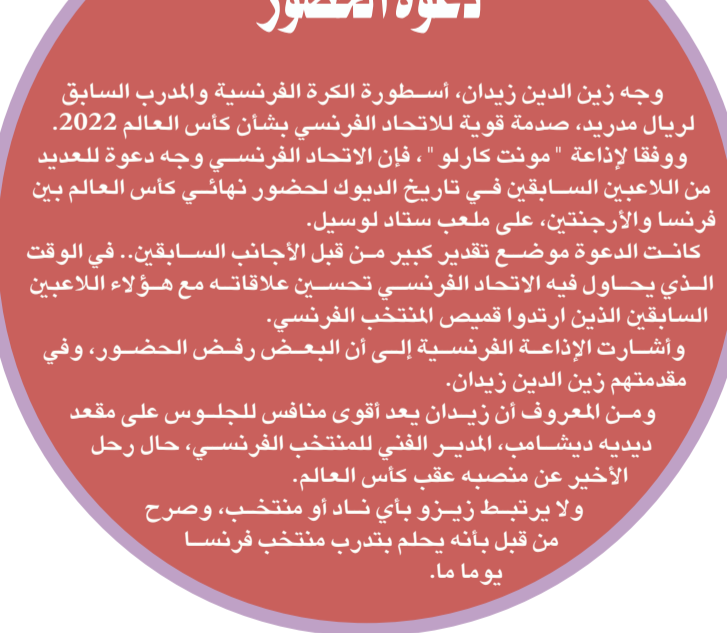 دعوة الحضور
وجه زين الدين زيدان، أسطورة الكرة الفرنسية والمدرب السابق
لريال مدريد، صدمة قوية للاتحاد الفرنسي بشأن كأس العالم 2022.
ووفقا لإذاعة "مونت كارلو"، فإن الاتحاد الفرنسي وجه دعوة للعديد
من اللاعبين السابقين في تاريخ الديوك لحضور نهائي كأس العالم بين
فرنسا والأرجنتين، على ملعب ستاد لوسيل.
كانت الدعوة موضع تقدير كبير من قبل الأجانب السابقين.. في الوقت
الذي يحاول فيه الاتحاد الفرنسي تحسين علاقاته مع هؤلاء اللاعبين
السابقين الذين ارتدوا قميص المنتخب الفرنسي.
وأشارت الإذاعة الفرنسية إلى أن البعض رفض الحضور، وفي
مقدمتهم زين الدين زيدان.
ومن المعروف أن زيدان يعد أقوى منافس للجلوس على مقعد
ديديه ديشامب، المدير الفني للمنتخب الفرنسي، حال رحل
الأخير عن منصبه عقب كأس العالم.
ولا يرتبط زيزو بأي ناد أو منتخب، وصرح
من قبل بأنه يحلم بتدرب منتخب فرنسا
يوما ما.